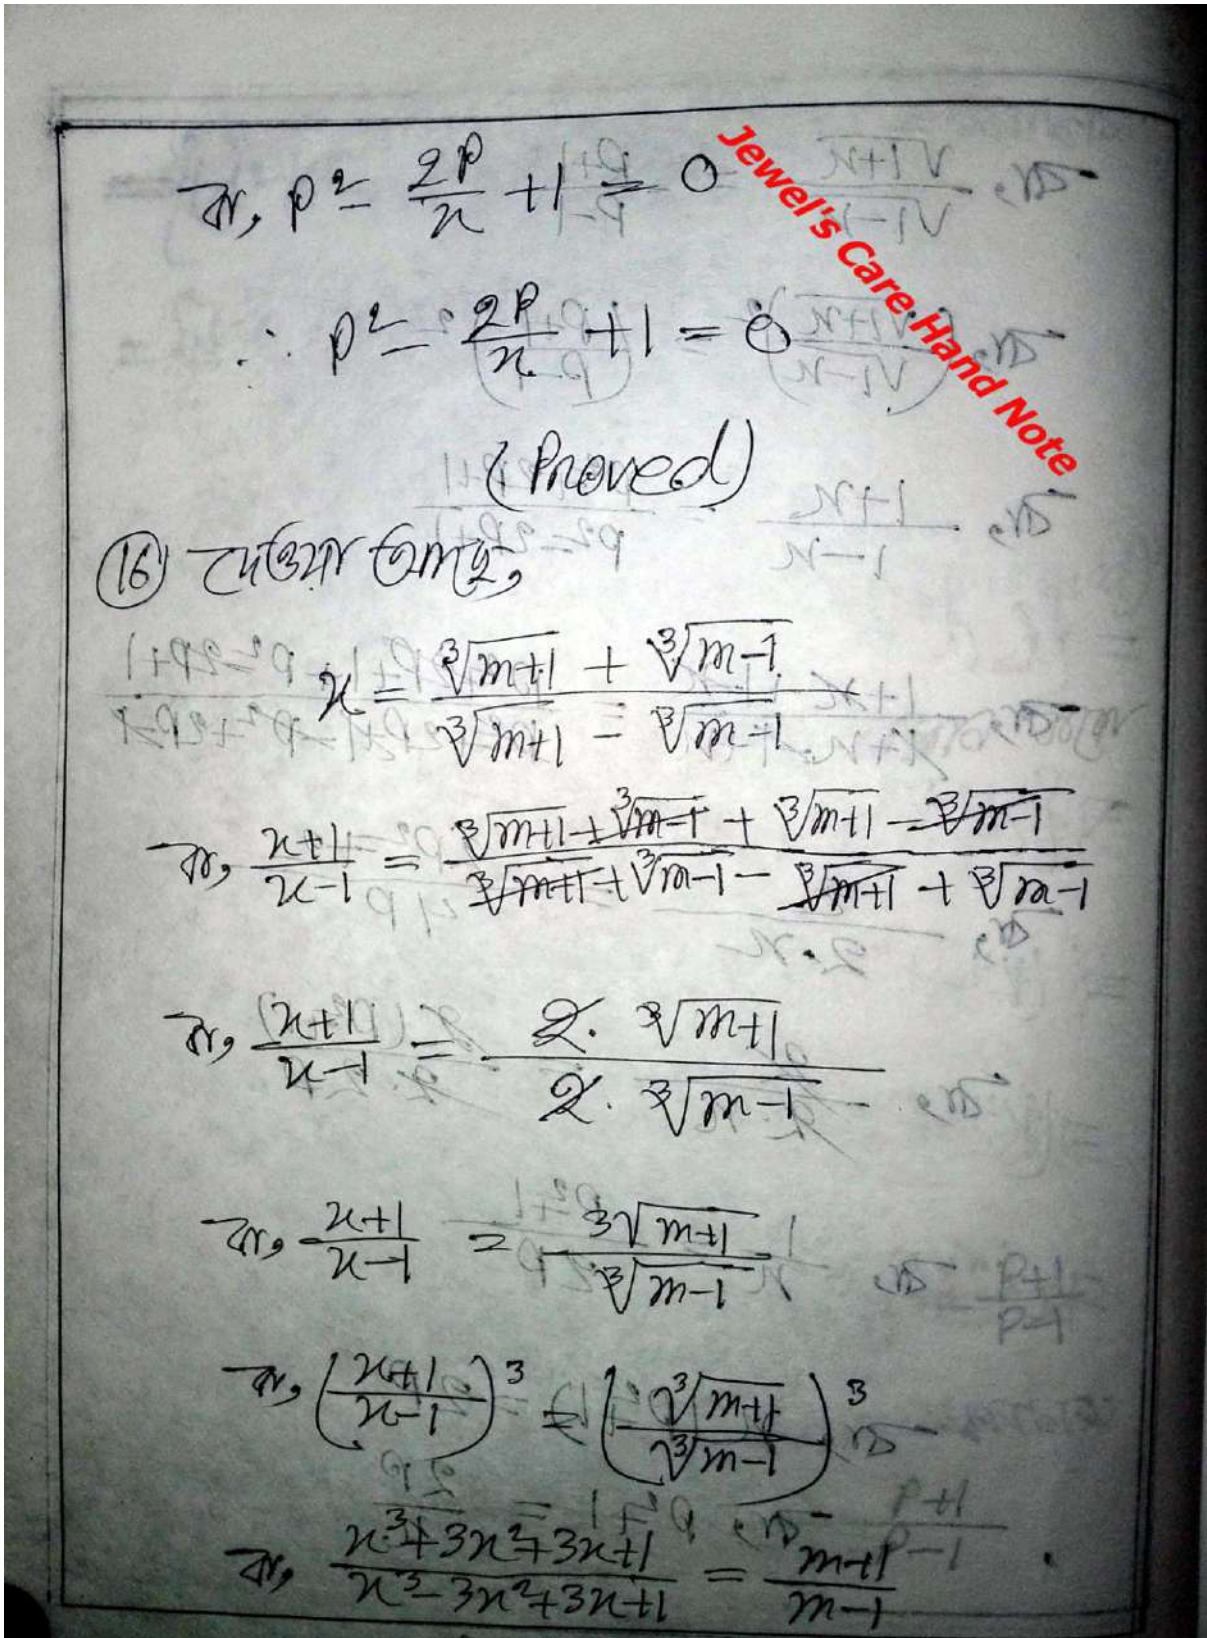 বা, p² - 2p/x + 1 = 0
∴ p² - 2p/x + 1 = 0
(Proved)
Jewel's Care Hand Note
(16) দেওয়া আছে,
x = (∛(m+1) + ∛(m-1)) / (∛(m+1) - ∛(m-1))
বা, (x+1)/(x-1) = (∛(m+1) + ∛(m-1) + ∛(m+1) - ∛(m-1)) / (∛(m+1) + ∛(m-1) - ∛(m+1) + ∛(m-1))
বা, (x+1)/(x-1) = (2·∛(m+1)) / (2·∛(m-1))
বা, (x+1)/(x-1) = ∛(m+1) / ∛(m-1)
বা, ((x+1)/(x-1))³ = (∛(m+1) / ∛(m-1))³
বা, (x³+3x²+3x+1)/(x³-3x²+3x+1) = (m+1)/(m-1)